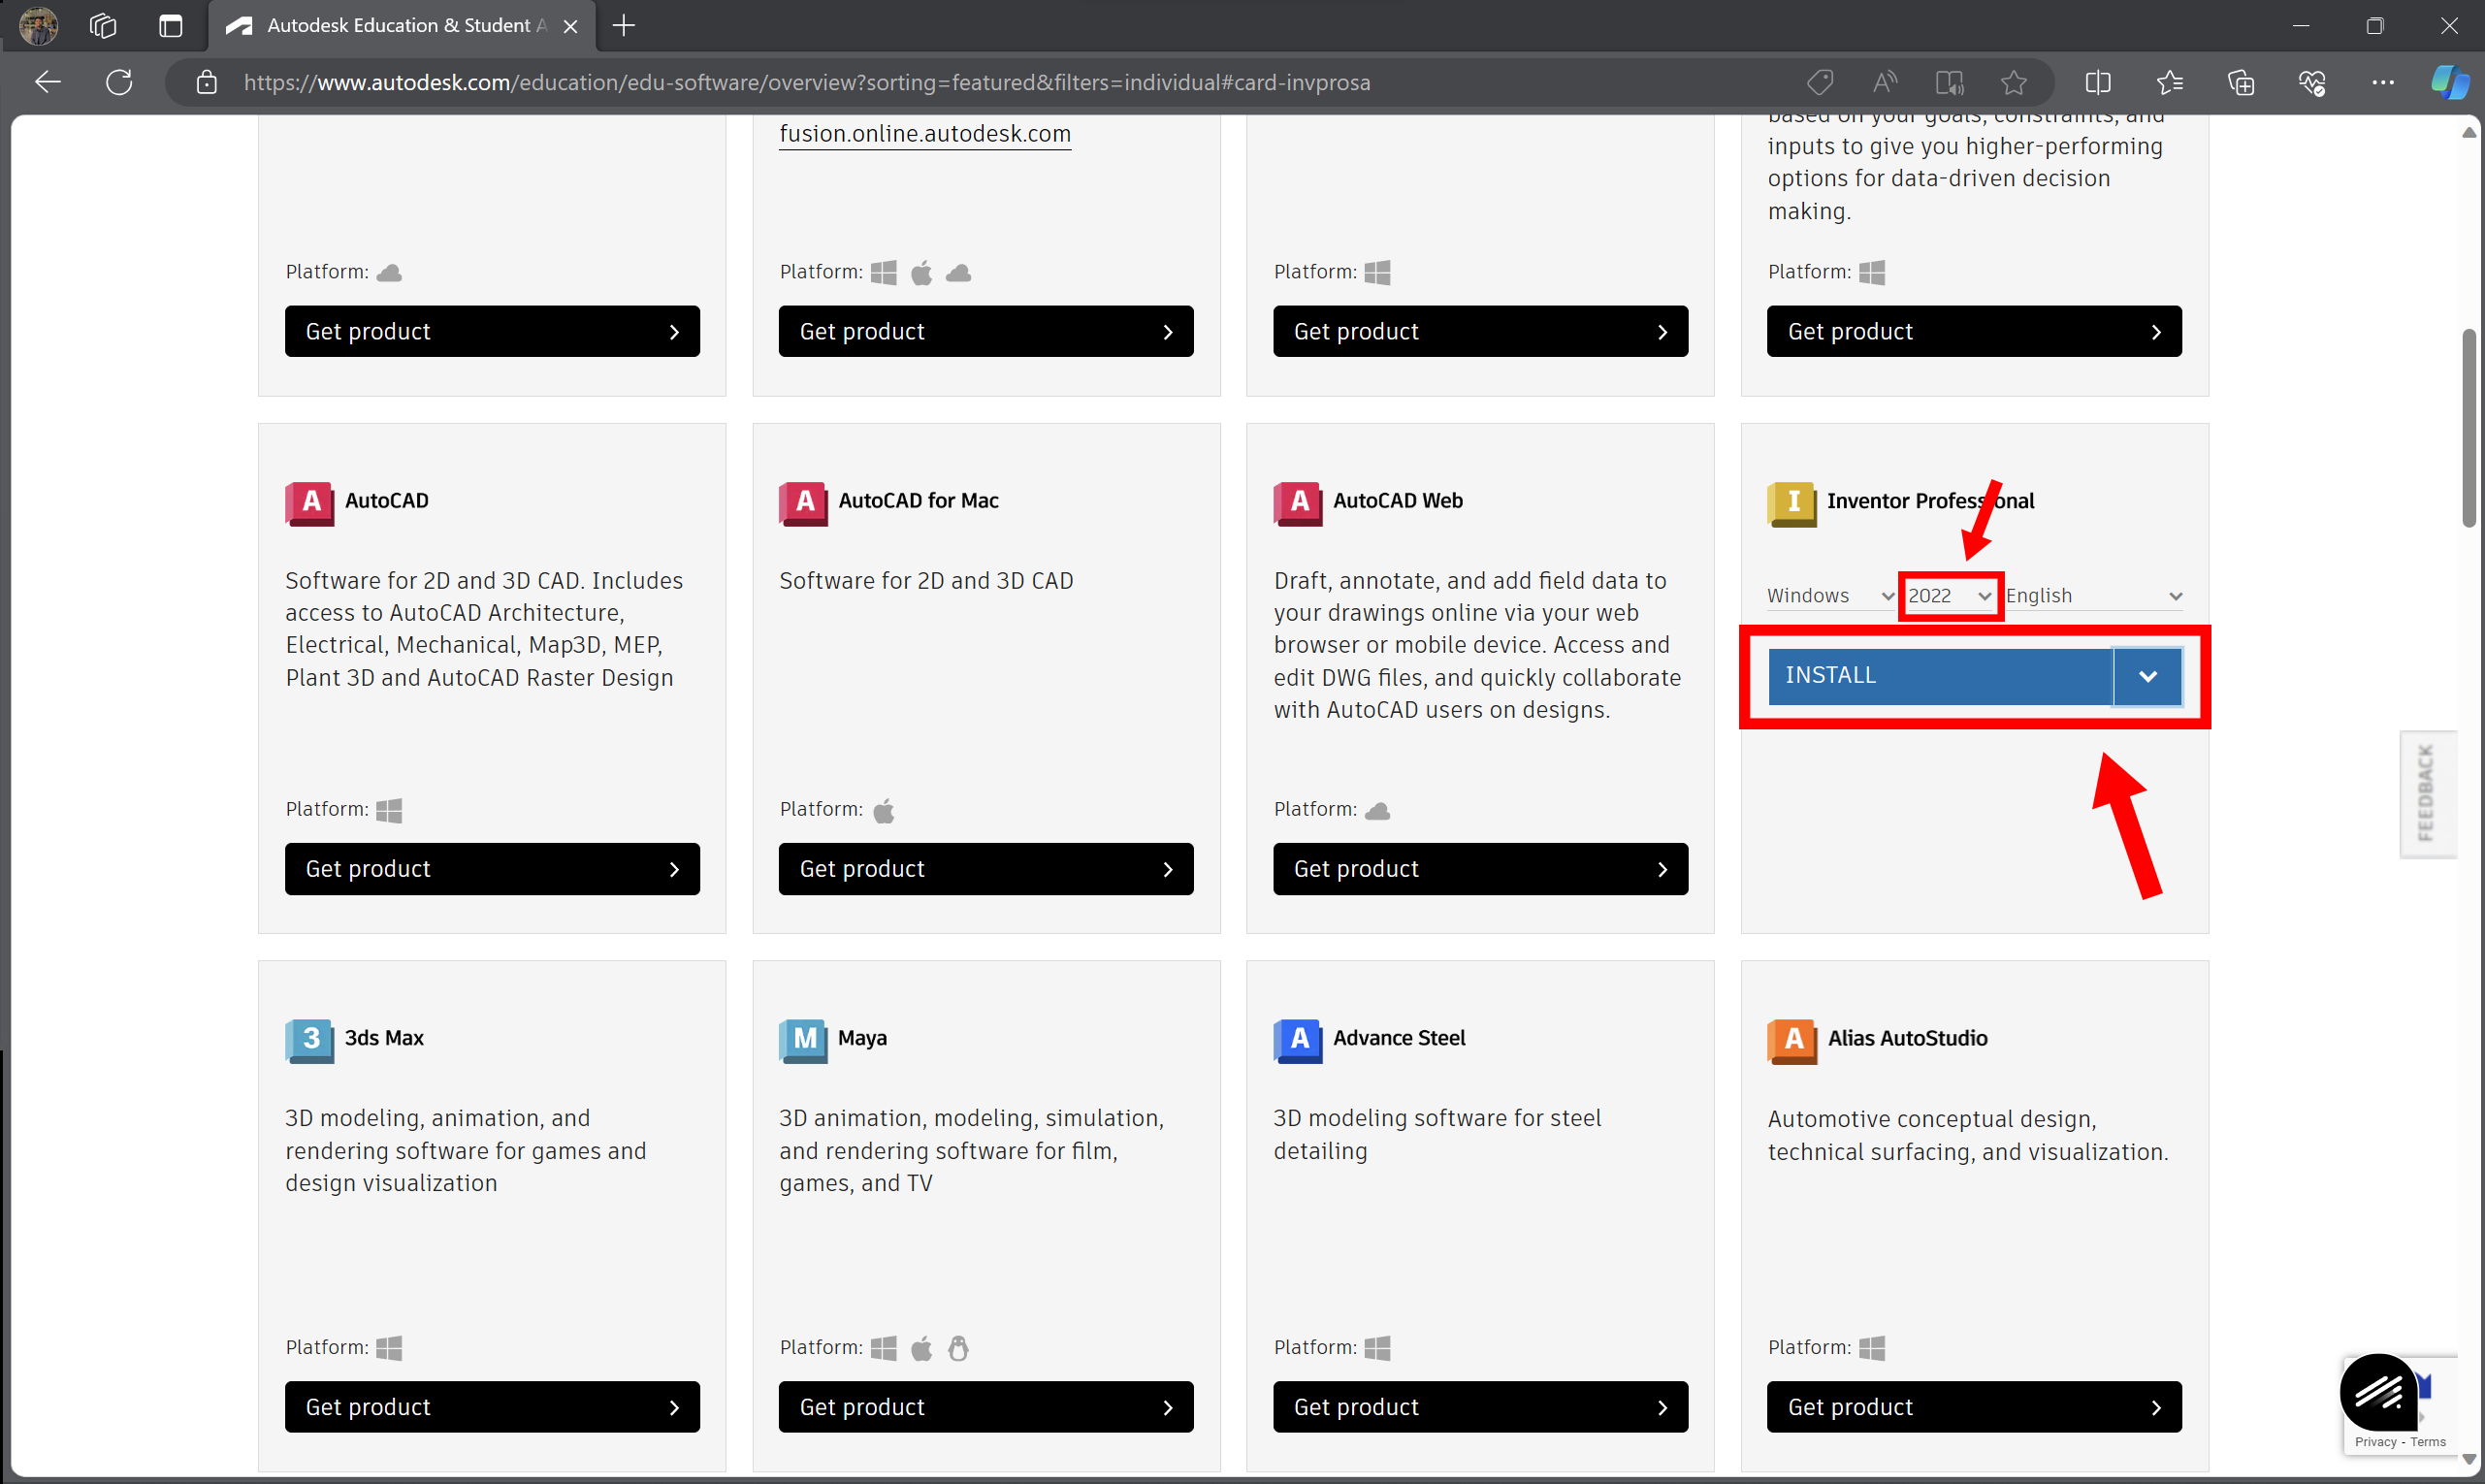 Autodesk Education & Student A
https://www.autodesk.com/education/edu-software/overview?sorting=featured&filters=individual#card-invprosa
fusion.online.autodesk.com
based on your goals, constraints, and
inputs to give you higher-performing
options for data-driven decision
making.
Platform:
Platform:
Platform:
Platform:
Get product
Get product
Get product
Get product
A AutoCAD
Software for 2D and 3D CAD. Includes
access to AutoCAD Architecture,
Electrical, Mechanical, Map3D, MEP,
Plant 3D and AutoCAD Raster Design
Platform:
Get product
A AutoCAD for Mac
Software for 2D and 3D CAD
Platform:
Get product
A AutoCAD Web
Draft, annotate, and add field data to
your drawings online via your web
browser or mobile device. Access and
edit DWG files, and quickly collaborate
with AutoCAD users on designs.
Platform:
Get product
I Inventor Professional
Windows 2022 English
INSTALL
FEEDBACK
3 3ds Max
3D modeling, animation, and
rendering software for games and
design visualization
Platform:
Get product
M Maya
3D animation, modeling, simulation,
and rendering software for film,
games, and TV
Platform:
Get product
A Advance Steel
3D modeling software for steel
detailing
Platform:
Get product
A Alias AutoStudio
Automotive conceptual design,
technical surfacing, and visualization.
Platform:
Get product
Privacy - Terms